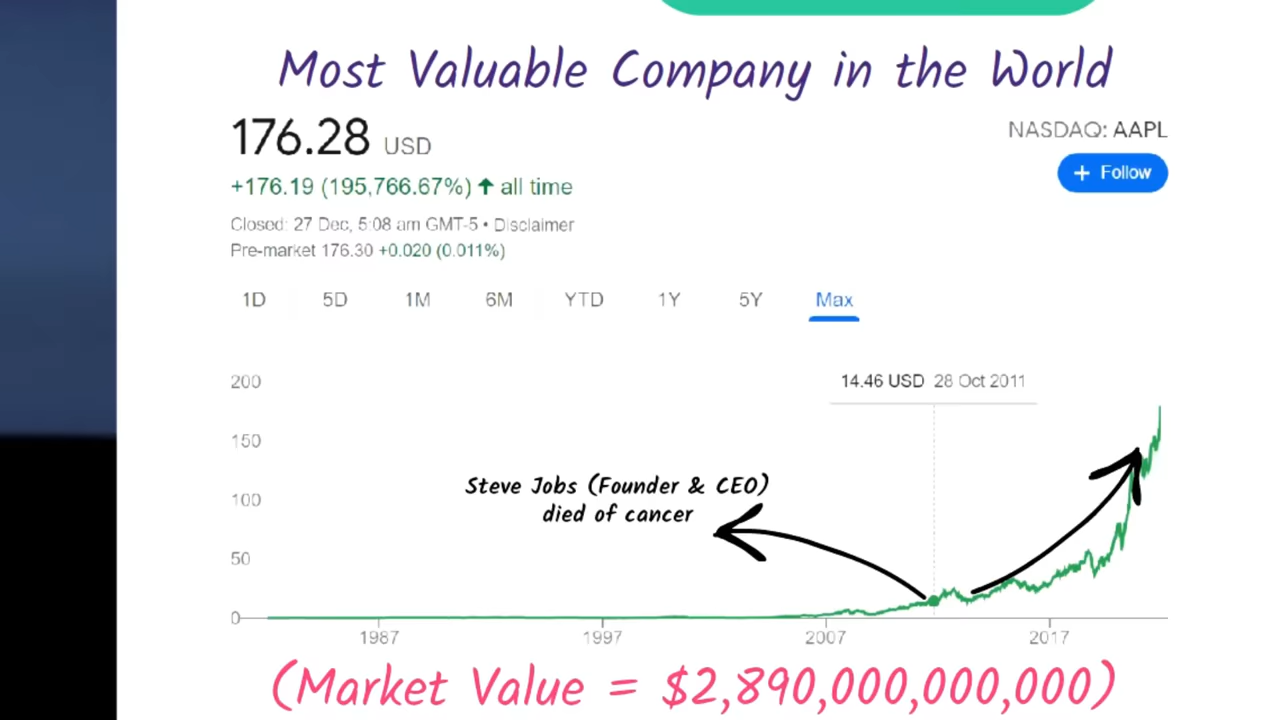 Most Valuable Company in the World
176.28 USD
NASDAQ: AAPL
+ Follow
+176.19 (195,766.67%) ↑ all time
Closed: 27 Dec, 5:08 am GMT-5 • Disclaimer
Pre-market 176.30 +0.020 (0.011%)
1D 5D 1M 6M YTD 1Y 5Y Max
200
14.46 USD 28 Oct 2011
150
Steve Jobs (Founder & CEO)
died of cancer
100
50
0
1987 1997 2007 2017
(Market Value = $2,890,000,000,000)